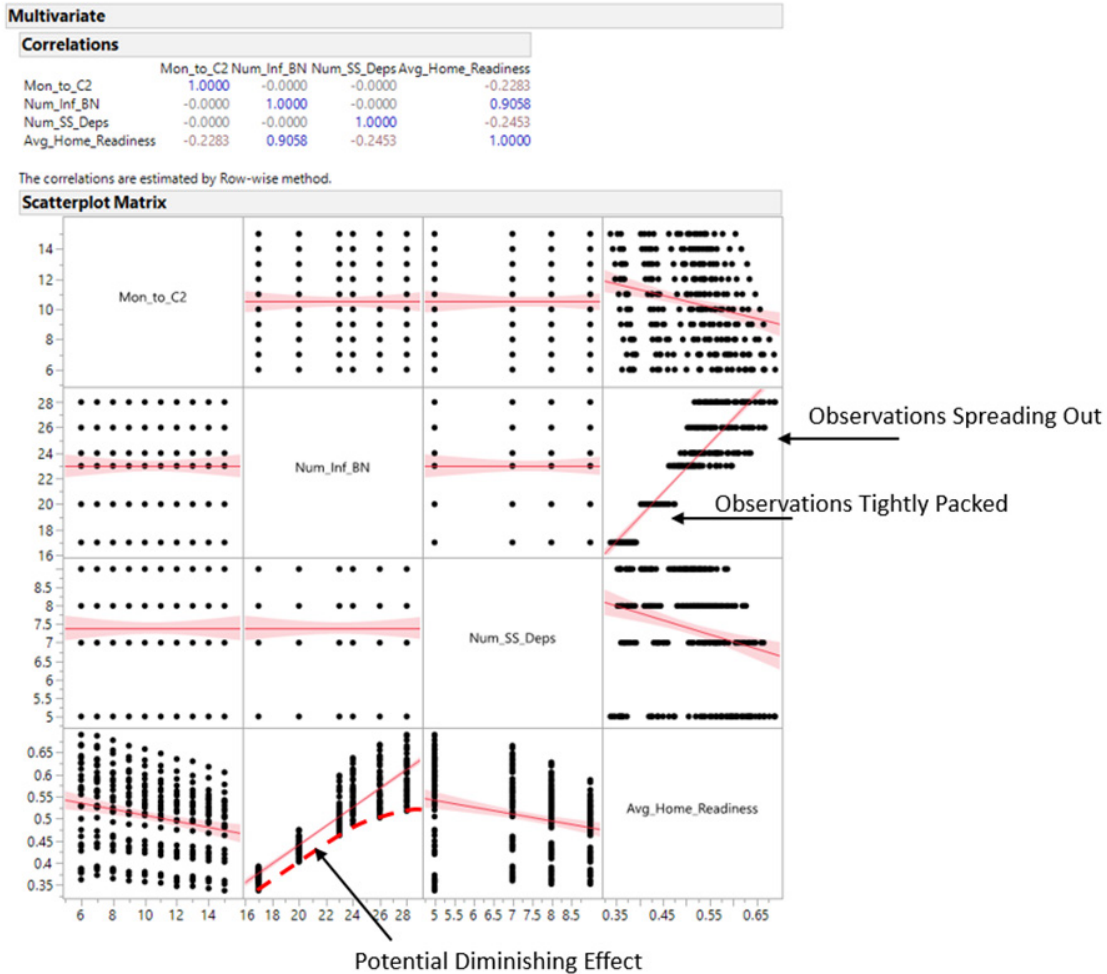 Multivariate
Correlations
Mon_to_C2 Num_Inf_BN Num_SS_Deps Avg_Home_Readiness
Mon_to_C2 1.0000 -0.0000 -0.0000 -0.2283
Num_Inf_BN -0.0000 1.0000 -0.0000 0.9058
Num_SS_Deps -0.0000 -0.0000 1.0000 -0.2453
Avg_Home_Readiness -0.2283 0.9058 -0.2453 1.0000
The correlations are estimated by Row-wise method.
Scatterplot Matrix
14
12
10
8
6
Mon_to_C2
28
26
24
22
20
18
16
Num_Inf_BN
Observations Spreading Out
Observations Tightly Packed
8.5
8
7.5
7
6.5
6
5.5
5
Num_SS_Deps
0.65
0.6
0.55
0.5
0.45
0.4
0.35
Avg_Home_Readiness
6 8 10 12 14 16 18 20 22 24 26 28 5 5.5 6 6.5 7 7.5 8 8.5 0.35 0.45 0.55 0.65
Potential Diminishing Effect